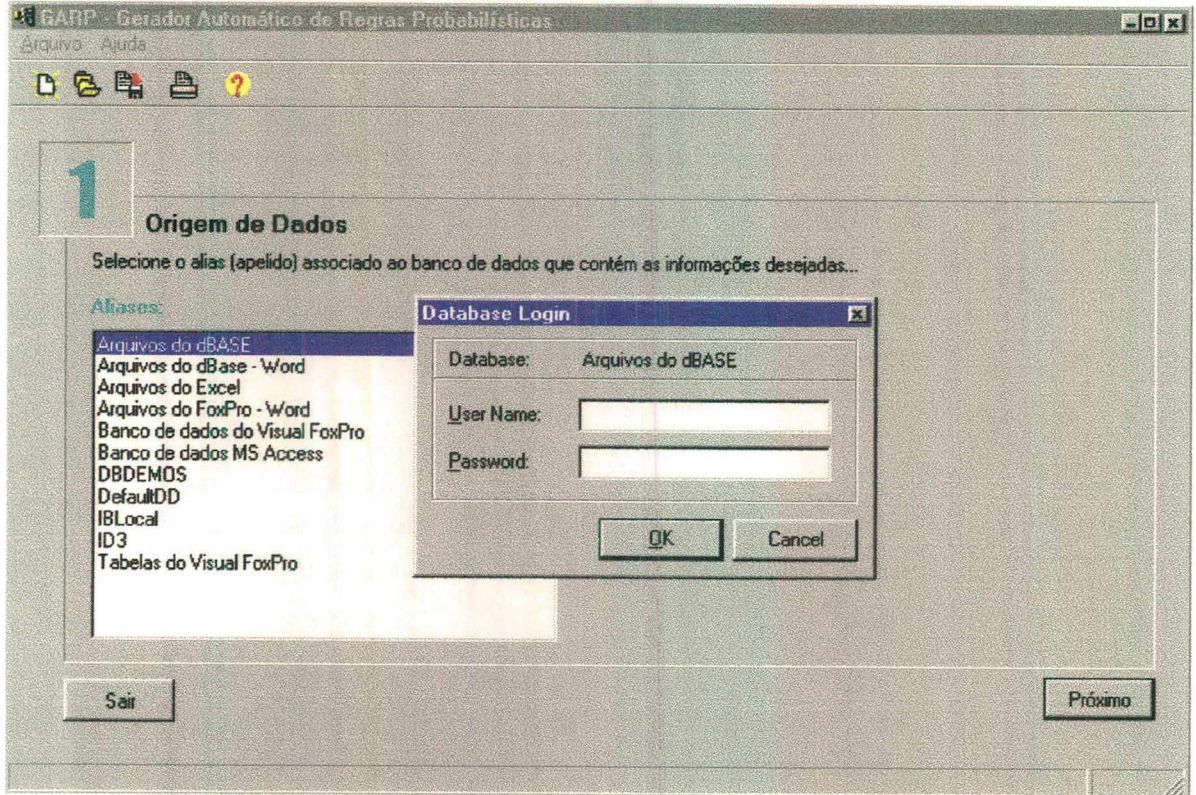 GARP - Gerador Automático de Regras Probabilísticas
Arquivo Ajuda
1
Origem de Dados
Selecione o alias (apelido) associado ao banco de dados que contém as informações desejadas...
Aliases:
Arquivos do dBASE
Arquivos do dBase - Word
Arquivos do Excel
Arquivos do FoxPro - Word
Banco de dados do Visual FoxPro
Banco de dados MS Access
DBDEMOS
DefaultDD
IBLocal
ID3
Tabelas do Visual FoxPro
Database Login
Database: Arquivos do dBASE
User Name:
Password:
OK Cancel
Sair Próximo